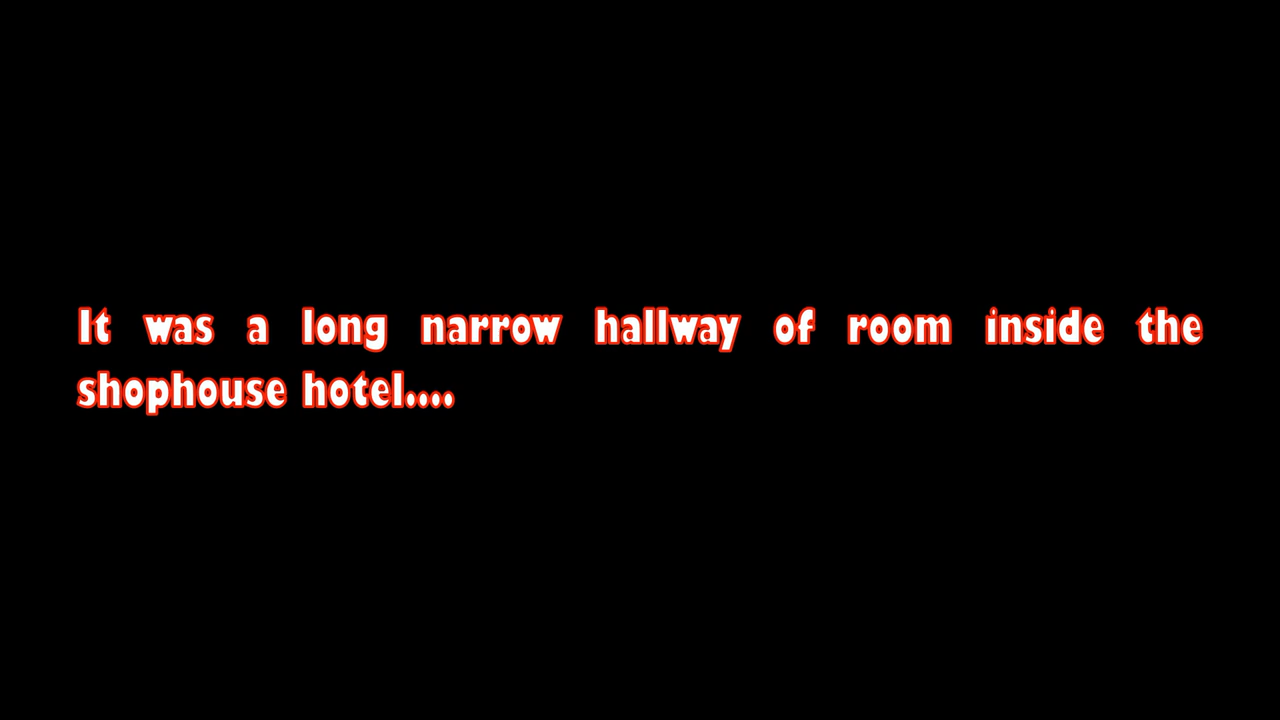 It was a long narrow hallway of room inside the
shophouse hotel....